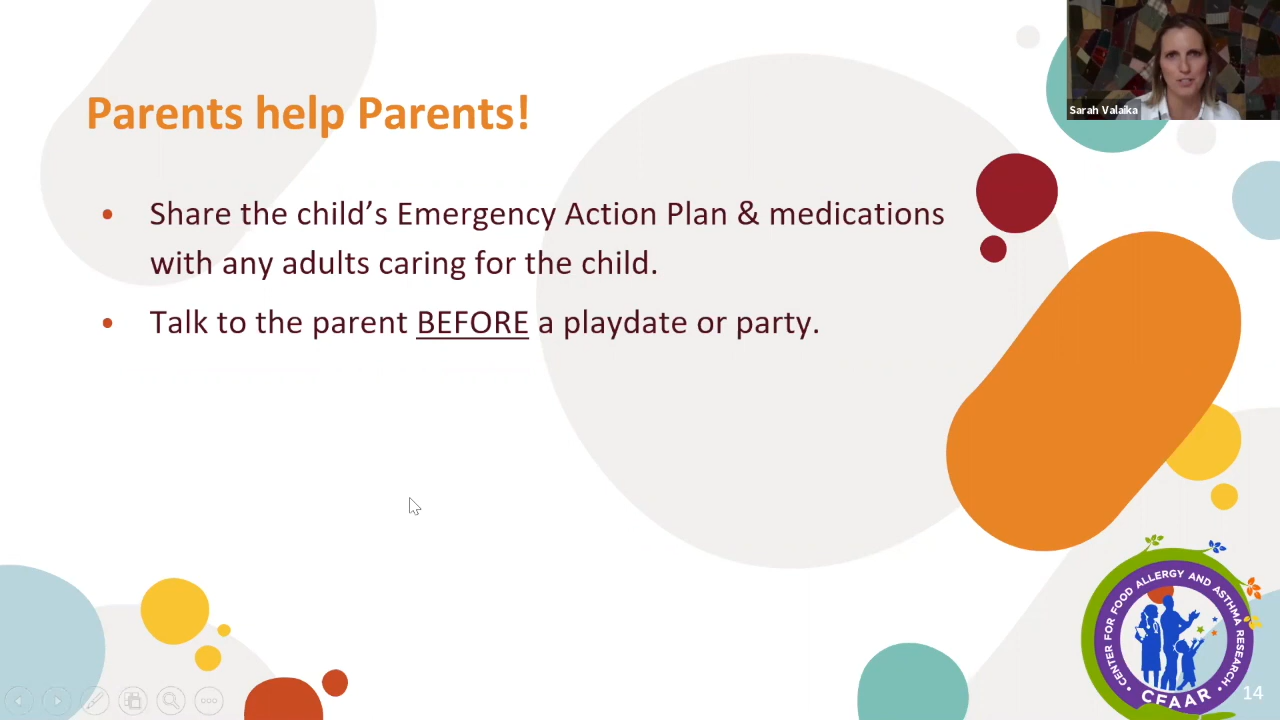 Sarah Valaika
Parents help Parents!
• Share the child’s Emergency Action Plan & medications
with any adults caring for the child.
• Talk to the parent BEFORE a playdate or party.
• CENTER FOR FOOD ALLERGY AND ASTHMA RESEARCH •
CFAAR
14